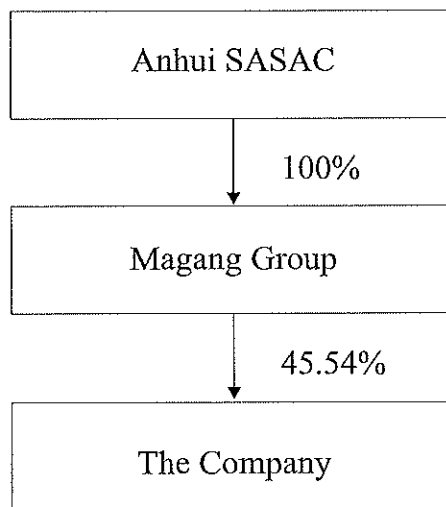 Anhui SASAC
100%
Magang Group
45.54%
The Company